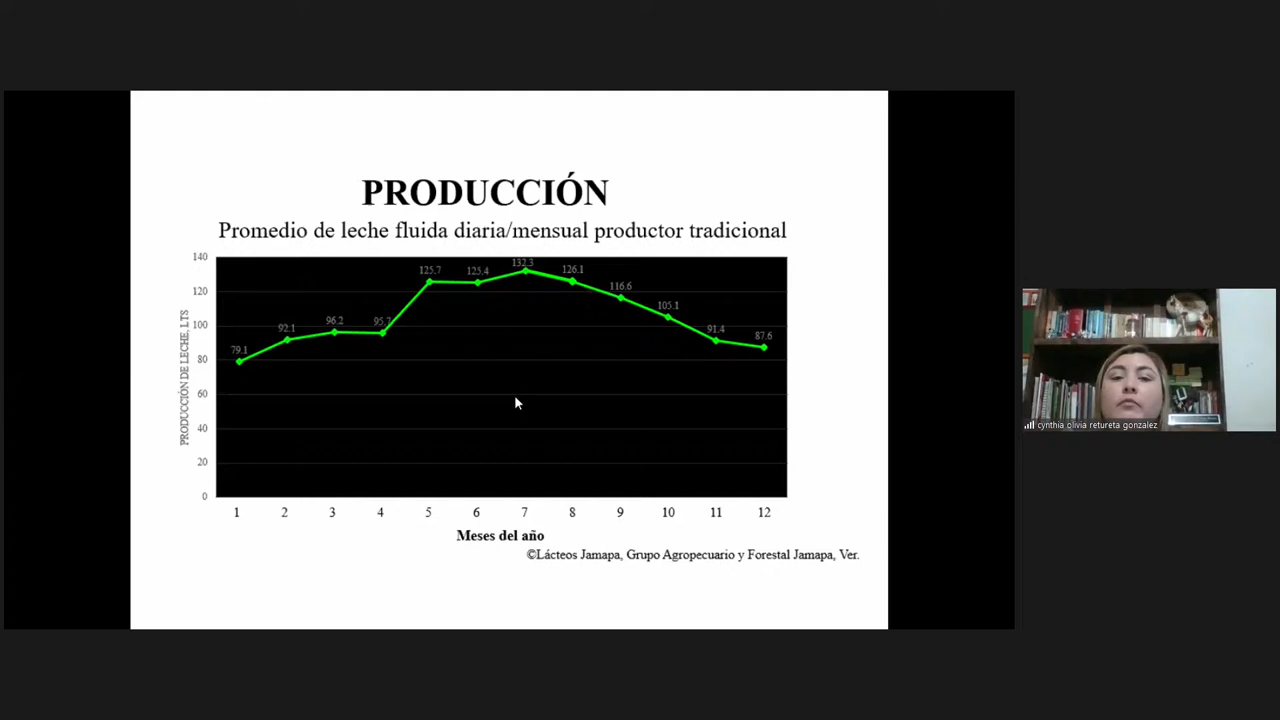 PRODUCCIÓN
Promedio de leche fluida diaria/mensual productor tradicional
PRODUCCIÓN DE LECHE, LTS
140
120
100
80
60
40
20
0
79.1
92.1
96.2
95.7
125.7
125.4
132.3
126.1
116.6
105.1
91.4
87.6
1 2 3 4 5 6 7 8 9 10 11 12
Meses del año
©Lácteos Jamapa, Grupo Agropecuario y Forestal Jamapa, Ver.
cynthia olivia retureta gonzalez